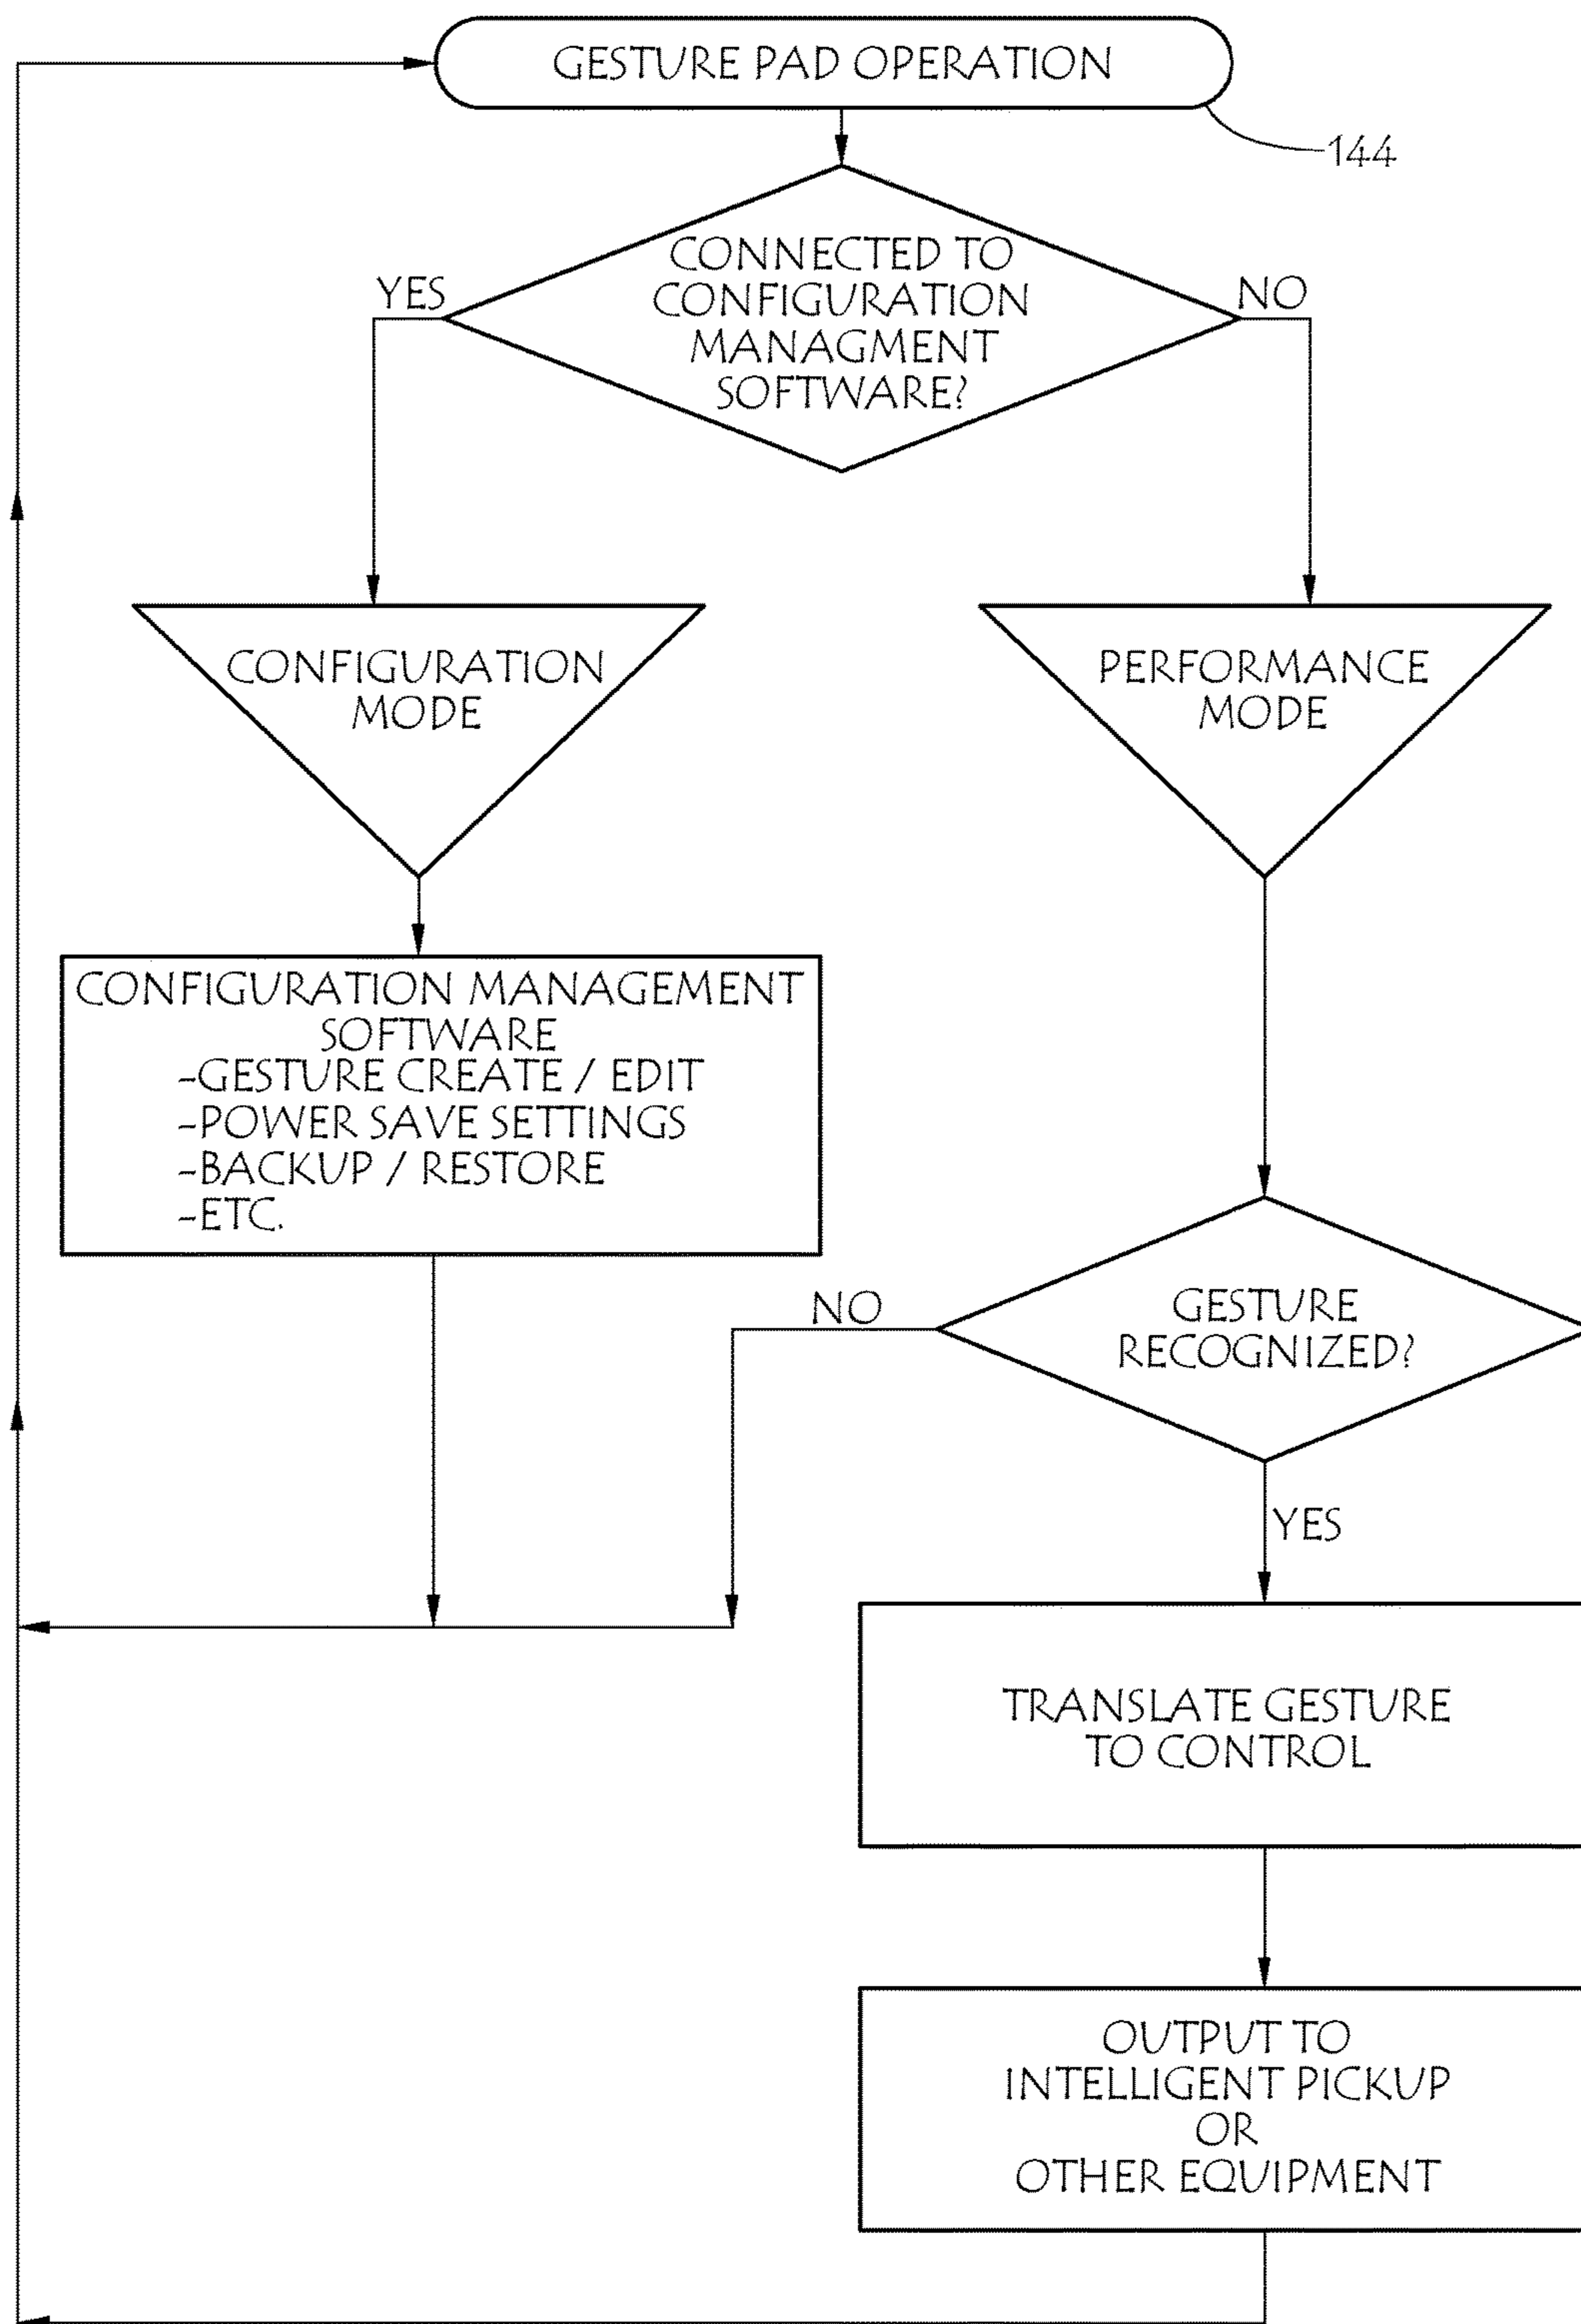 GESTURE PAD OPERATION
144
CONNECTED TO
CONFIGURATION
MANAGMENT
SOFTWARE?
YES
NO
CONFIGURATION
MODE
PERFORMANCE
MODE
CONFIGURATION MANAGEMENT
SOFTWARE
-GESTURE CREATE / EDIT
-POWER SAVE SETTINGS
-BACKUP / RESTORE
-ETC.
NO
GESTURE
RECOGNIZED?
YES
TRANSLATE GESTURE
TO CONTROL
OUTPUT TO
INTELLIGENT PICKUP
OR
OTHER EQUIPMENT